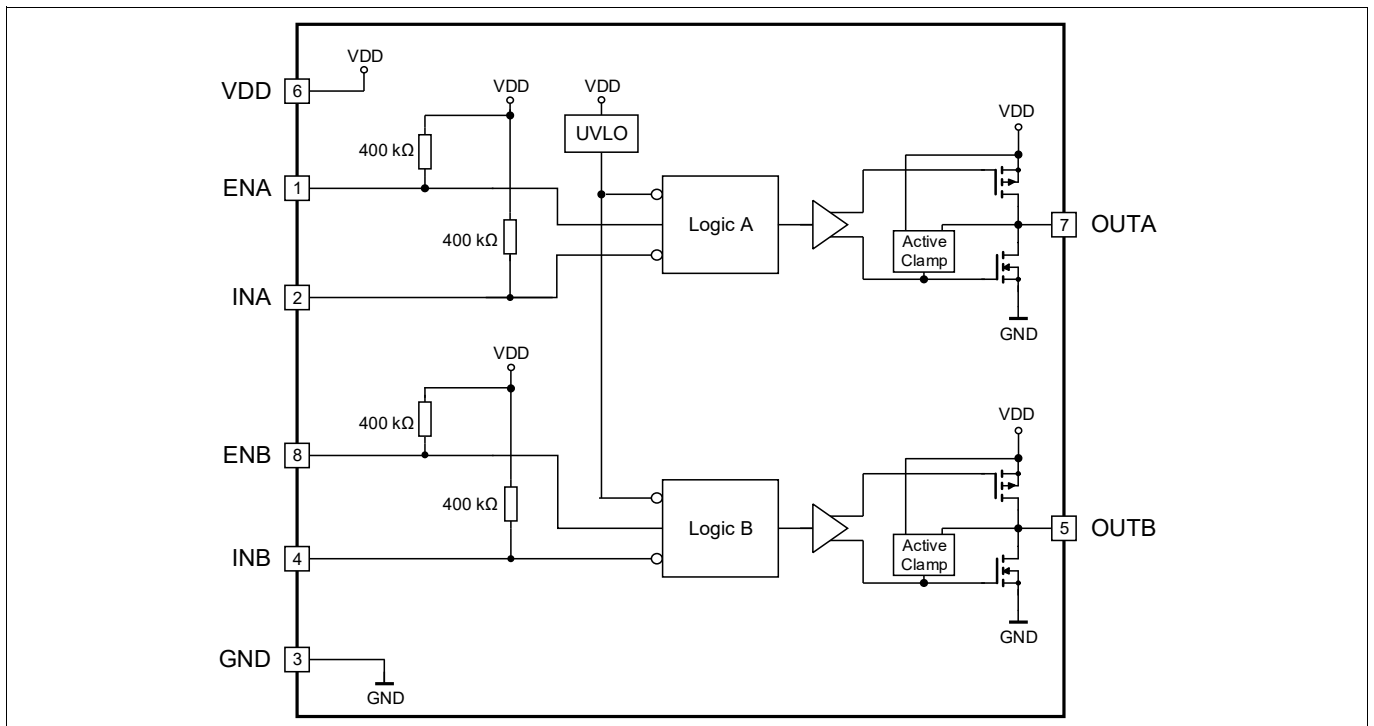 VDD
6
VDD
VDD
VDD
UVLO
400 kΩ
ENA
1
400 kΩ
INA
2
Logic A
VDD
Active
Clamp
7
OUTA
GND
VDD
400 kΩ
ENB
8
400 kΩ
INB
4
Logic B
VDD
Active
Clamp
5
OUTB
GND
GND
3
GND